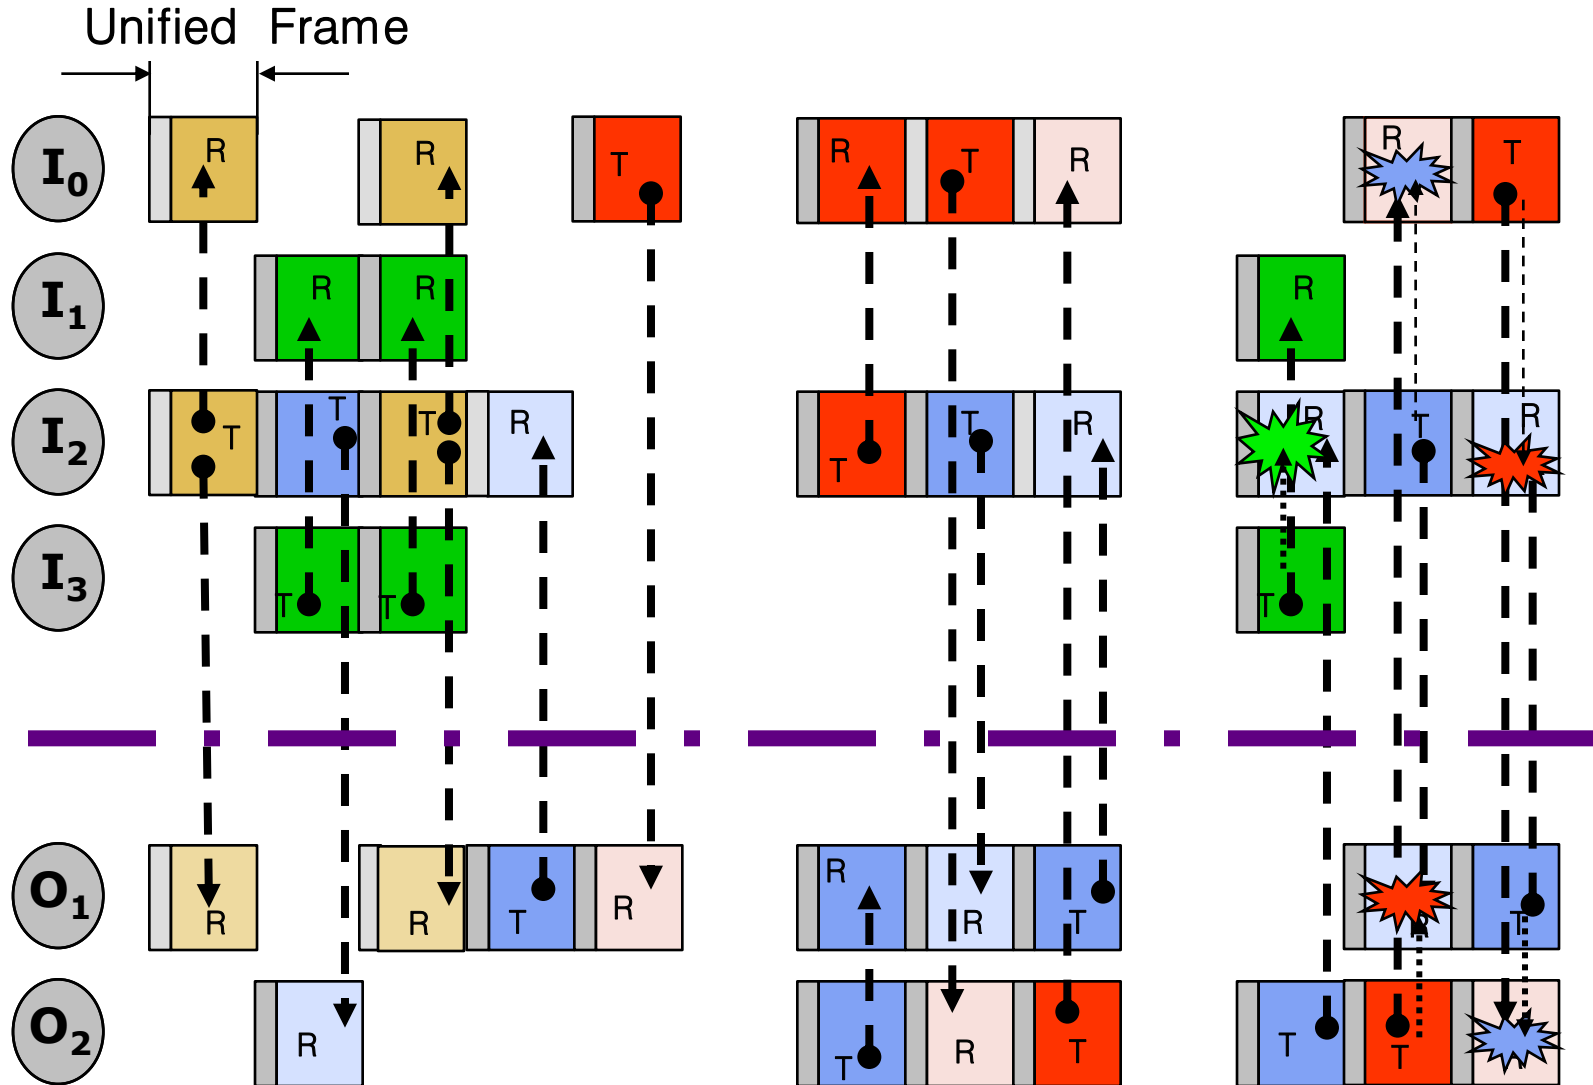 Unified Frame
I0 R R T R T R R T
I1 R R R
I2 T T T R T T R R T R
I3 T T T
O1 R R T R R R T R T
O2 R T R T T T